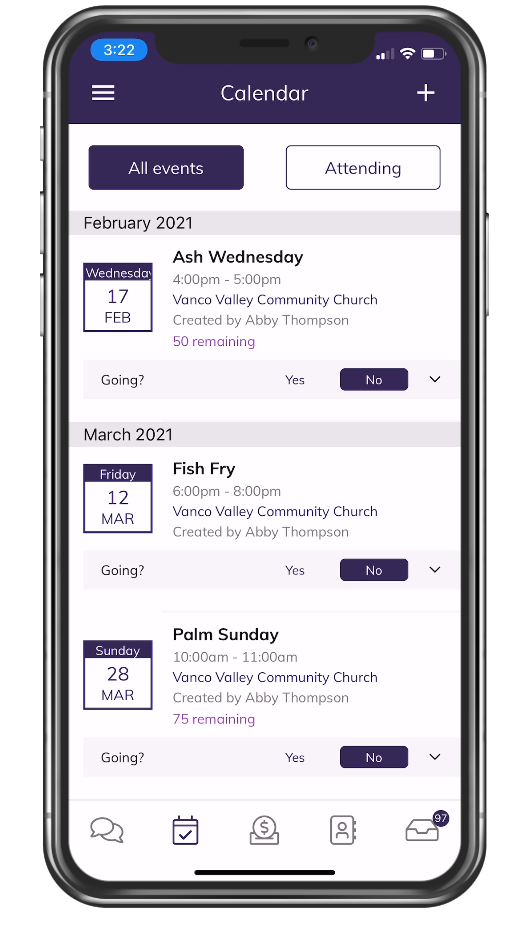 3:22
Calendar
All events
Attending
February 2021
Wednesday
17
FEB
Ash Wednesday
4:00pm - 5:00pm
Vanco Valley Community Church
Created by Abby Thompson
50 remaining
Going?
Yes
No
March 2021
Friday
12
MAR
Fish Fry
6:00pm - 8:00pm
Vanco Valley Community Church
Created by Abby Thompson
Going?
Yes
No
Sunday
28
MAR
Palm Sunday
10:00am - 11:00am
Vanco Valley Community Church
Created by Abby Thompson
75 remaining
Going?
Yes
No
$
97